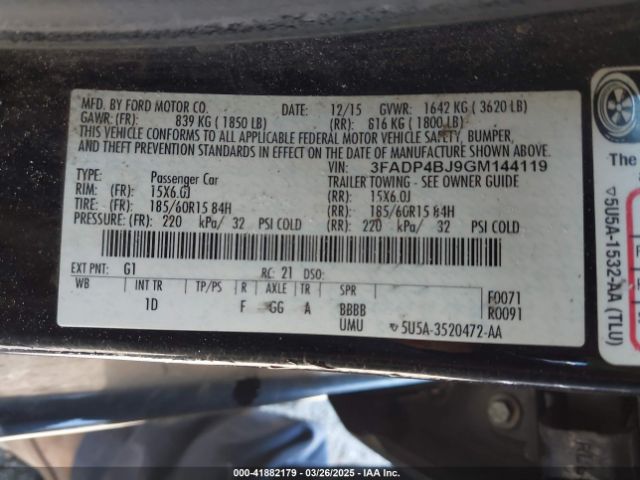 MFD. BY FORD MOTOR CO. DATE: 12/15 GVWR: 1642 KG ( 3620 LB)
GAWR: (FR): 839 KG ( 1850 LB) (RR): 816 KG ( 1800 LB)
THIS VEHICLE CONFORMS TO ALL APPLICABLE FEDERAL MOTOR VEHICLE SAFETY, BUMPER,
AND THEFT PREVENTION STANDARDS IN EFFECT ON THE DATE OF MANUFACTURE SHOWN ABOVE.
VIN: 3FADP4BJ9GM144119
TYPE: Passenger Car TRAILER TOWING - SEE OWNER GUIDE
RIM: (FR): 15X6.0J (RR): 15X6.0J
TIRE: (FR): 185/60R15 84H (RR): 185/60R15 84H
PRESSURE: (FR): 220 kPa/ 32 PSI COLD (RR): 220 kPa/ 32 PSI COLD
EXT PNT: G1 RC: 21 DSO:
WB INT TR TP/PS R AXLE TR SPR
1D F GG A BBBB F0071
UMU R0091
5U5A-3520472-AA
The
5U5A-1532-AA (TLU)
000-41882179 - 03/26/2025 - IAA Inc.